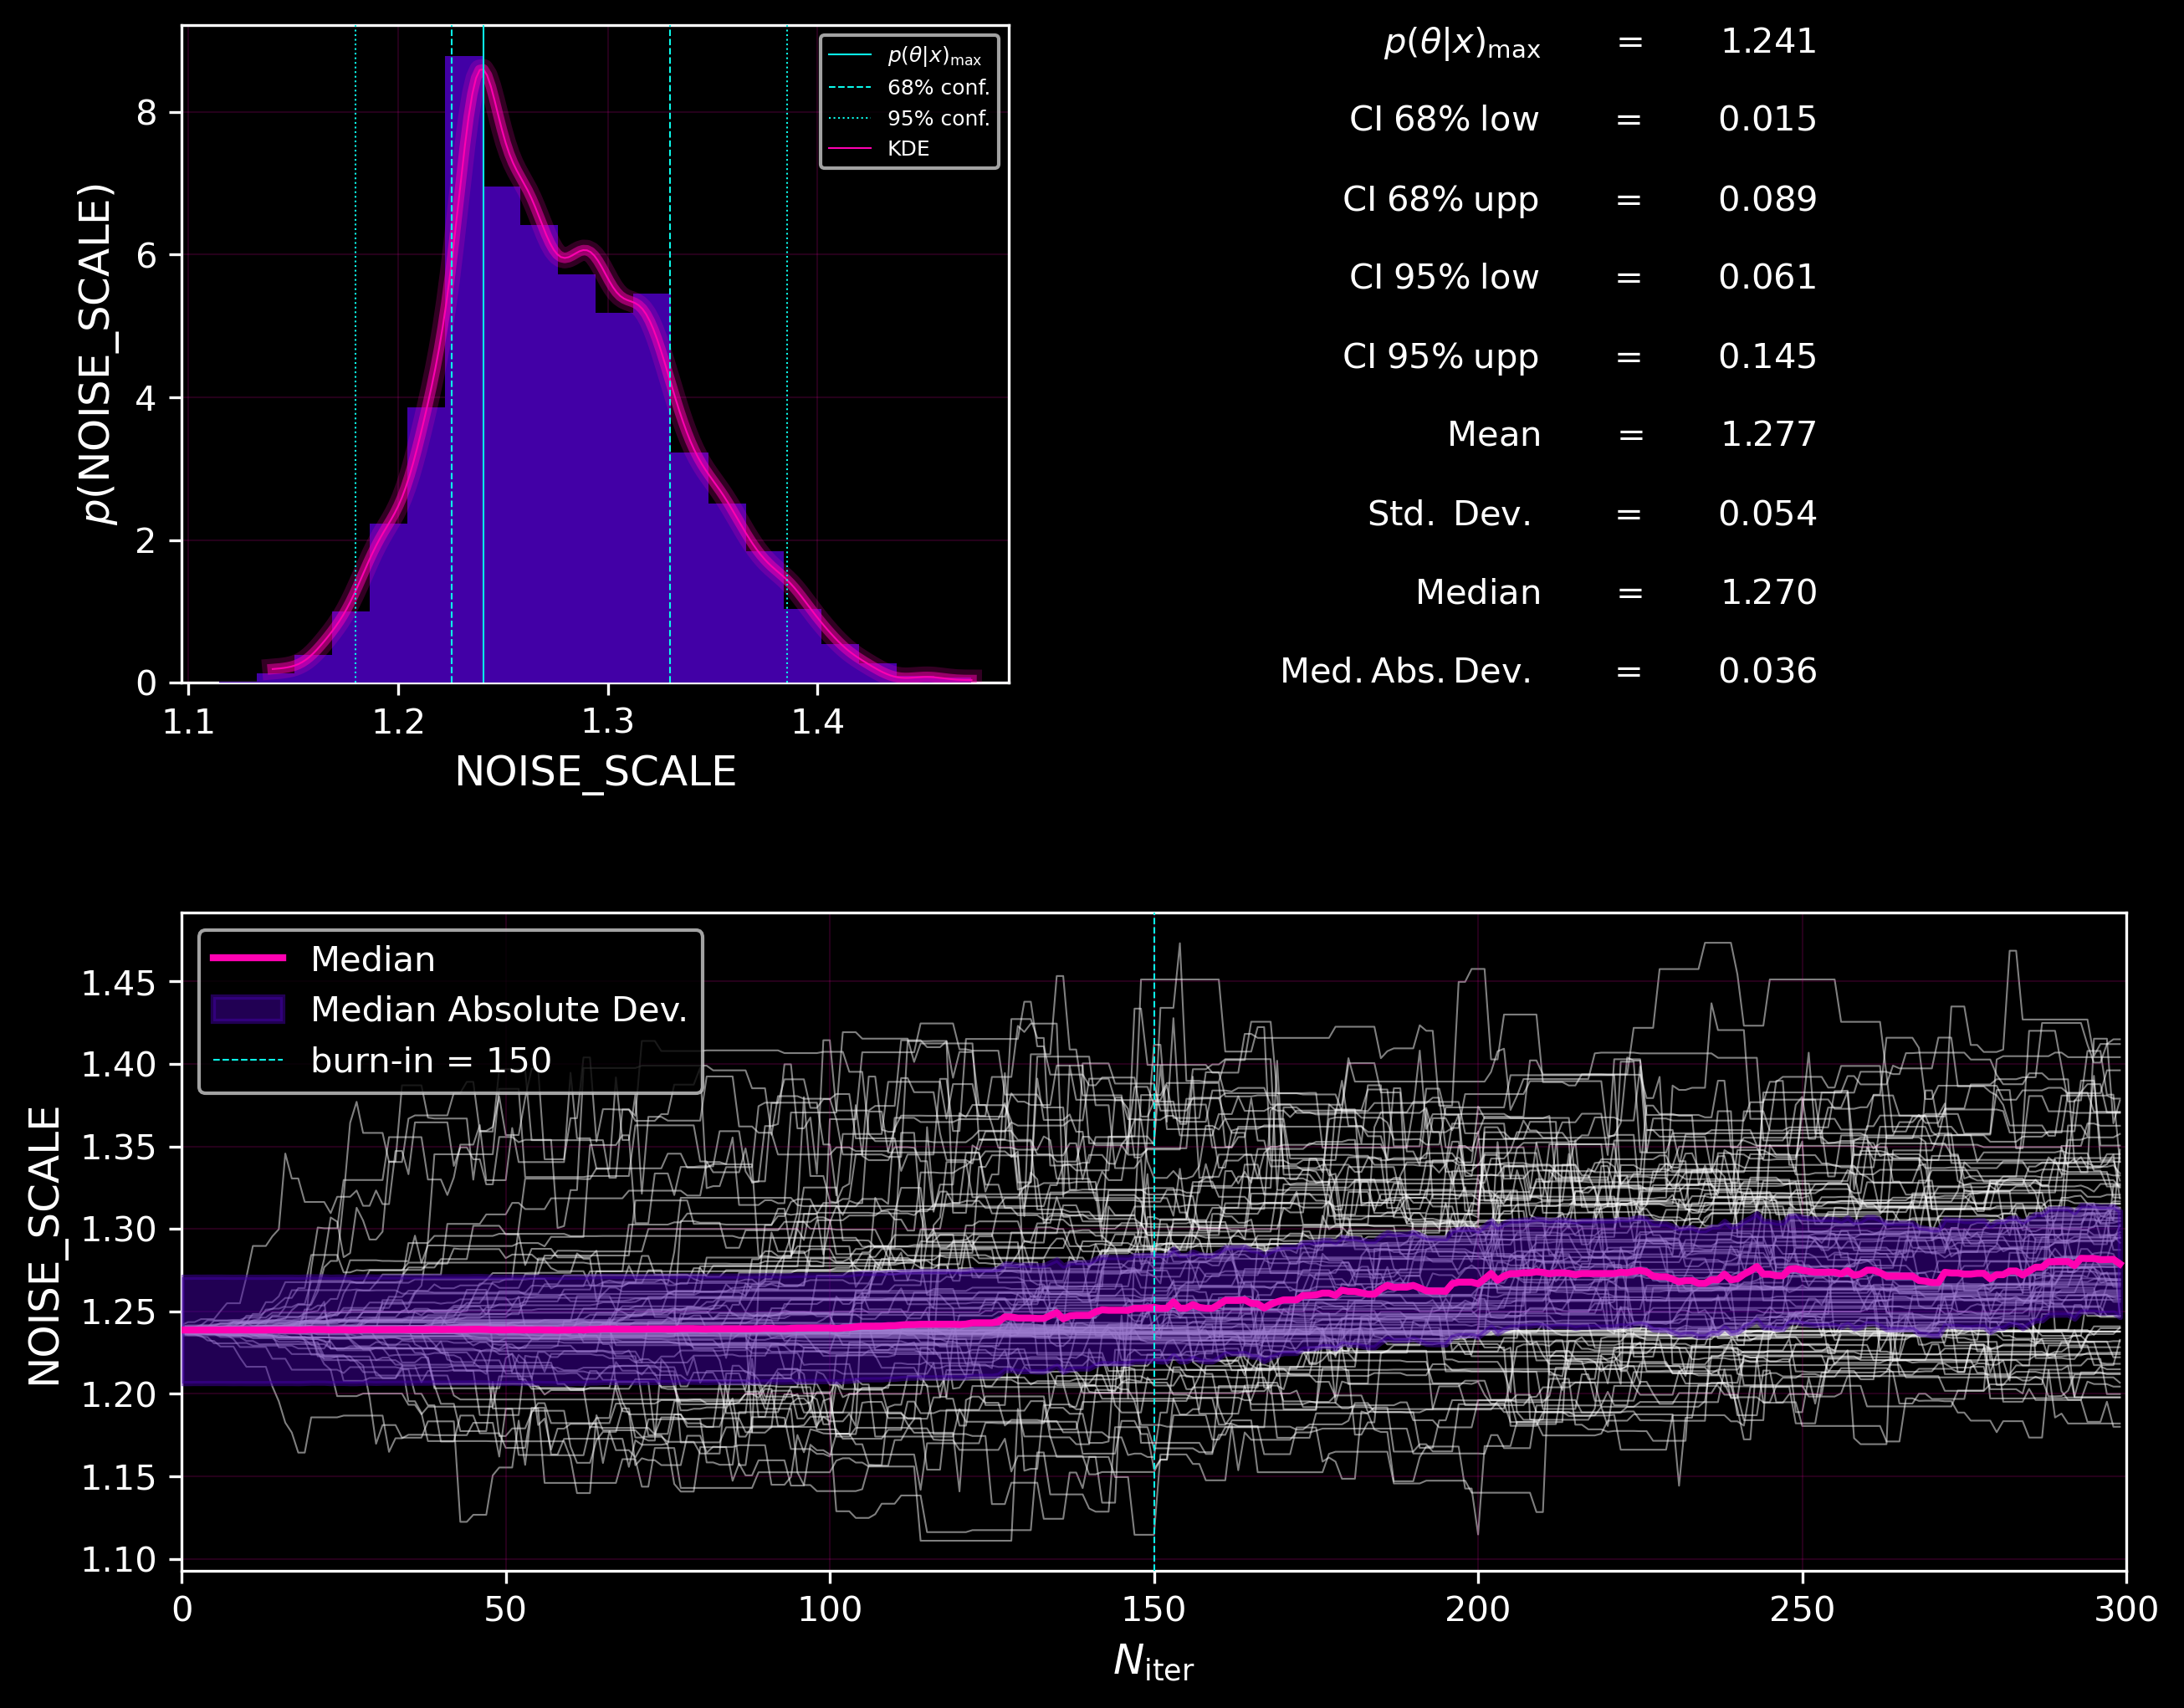 p(NOISE_SCALE)
8
6
4
2
0
1.1 1.2 1.3 1.4
NOISE_SCALE
p(θ|x)max
68% conf.
95% conf.
KDE
p(θ|x)max = 1.241
CI 68% low = 0.015
CI 68% upp = 0.089
CI 95% low = 0.061
CI 95% upp = 0.145
Mean = 1.277
Std. Dev. = 0.054
Median = 1.270
Med. Abs. Dev. = 0.036
NOISE_SCALE
1.45
1.40
1.35
1.30
1.25
1.20
1.15
1.10
Median
Median Absolute Dev.
burn-in = 150
0 50 100 150 200 250 300
Niter